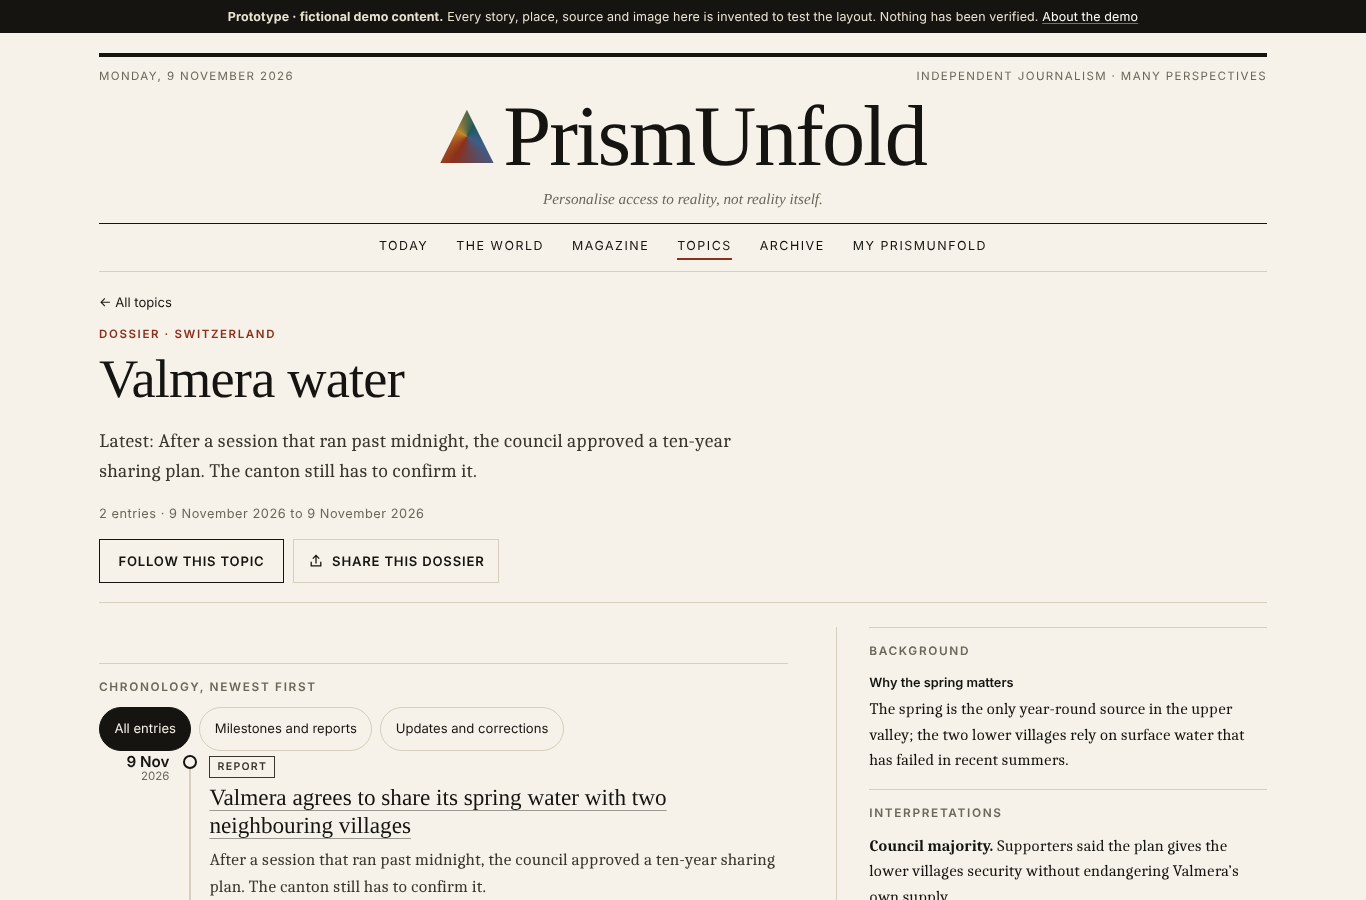 Prototype · fictional demo content. Every story, place, source and image here is invented to test the layout. Nothing has been verified. About the demo
MONDAY, 9 NOVEMBER 2026
INDEPENDENT JOURNALISM · MANY PERSPECTIVES
PrismUnfold
Personalise access to reality, not reality itself.
TODAY THE WORLD MAGAZINE TOPICS ARCHIVE MY PRISMUNFOLD
← All topics
DOSSIER · SWITZERLAND
Valmera water
Latest: After a session that ran past midnight, the council approved a ten-year
sharing plan. The canton still has to confirm it.
2 entries · 9 November 2026 to 9 November 2026
FOLLOW THIS TOPIC
SHARE THIS DOSSIER
CHRONOLOGY, NEWEST FIRST
All entries
Milestones and reports
Updates and corrections
9 Nov
2026
REPORT
Valmera agrees to share its spring water with two
neighbouring villages
After a session that ran past midnight, the council approved a ten-year sharing
plan. The canton still has to confirm it.
BACKGROUND
Why the spring matters
The spring is the only year-round source in the upper
valley; the two lower villages rely on surface water that
has failed in recent summers.
INTERPRETATIONS
Council majority. Supporters said the plan gives the
lower villages security without endangering Valmera's
own supply.